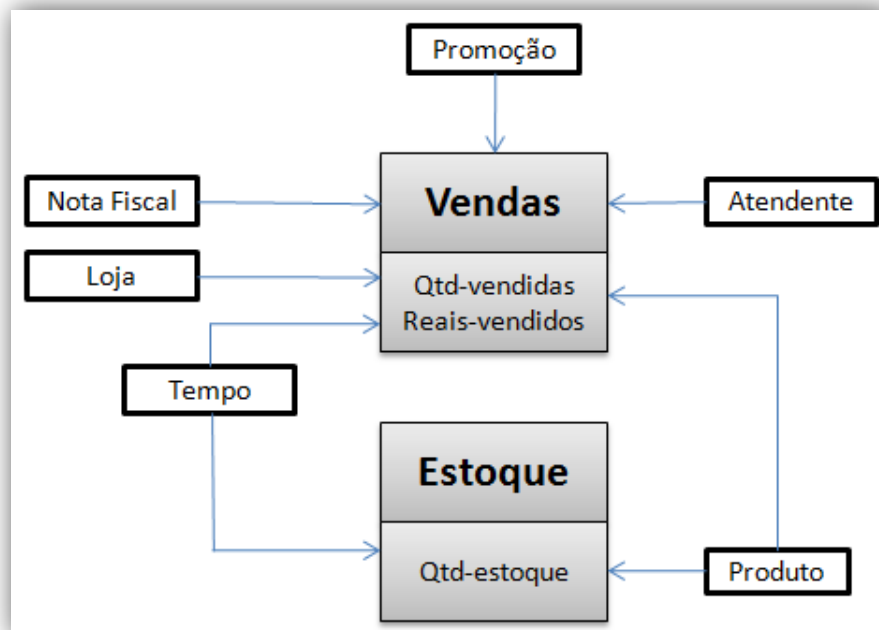 Promoção
Nota Fiscal
Vendas
Atendente
Loja
Qtd-vendidas
Reais-vendidos
Tempo
Estoque
Qtd-estoque
Produto